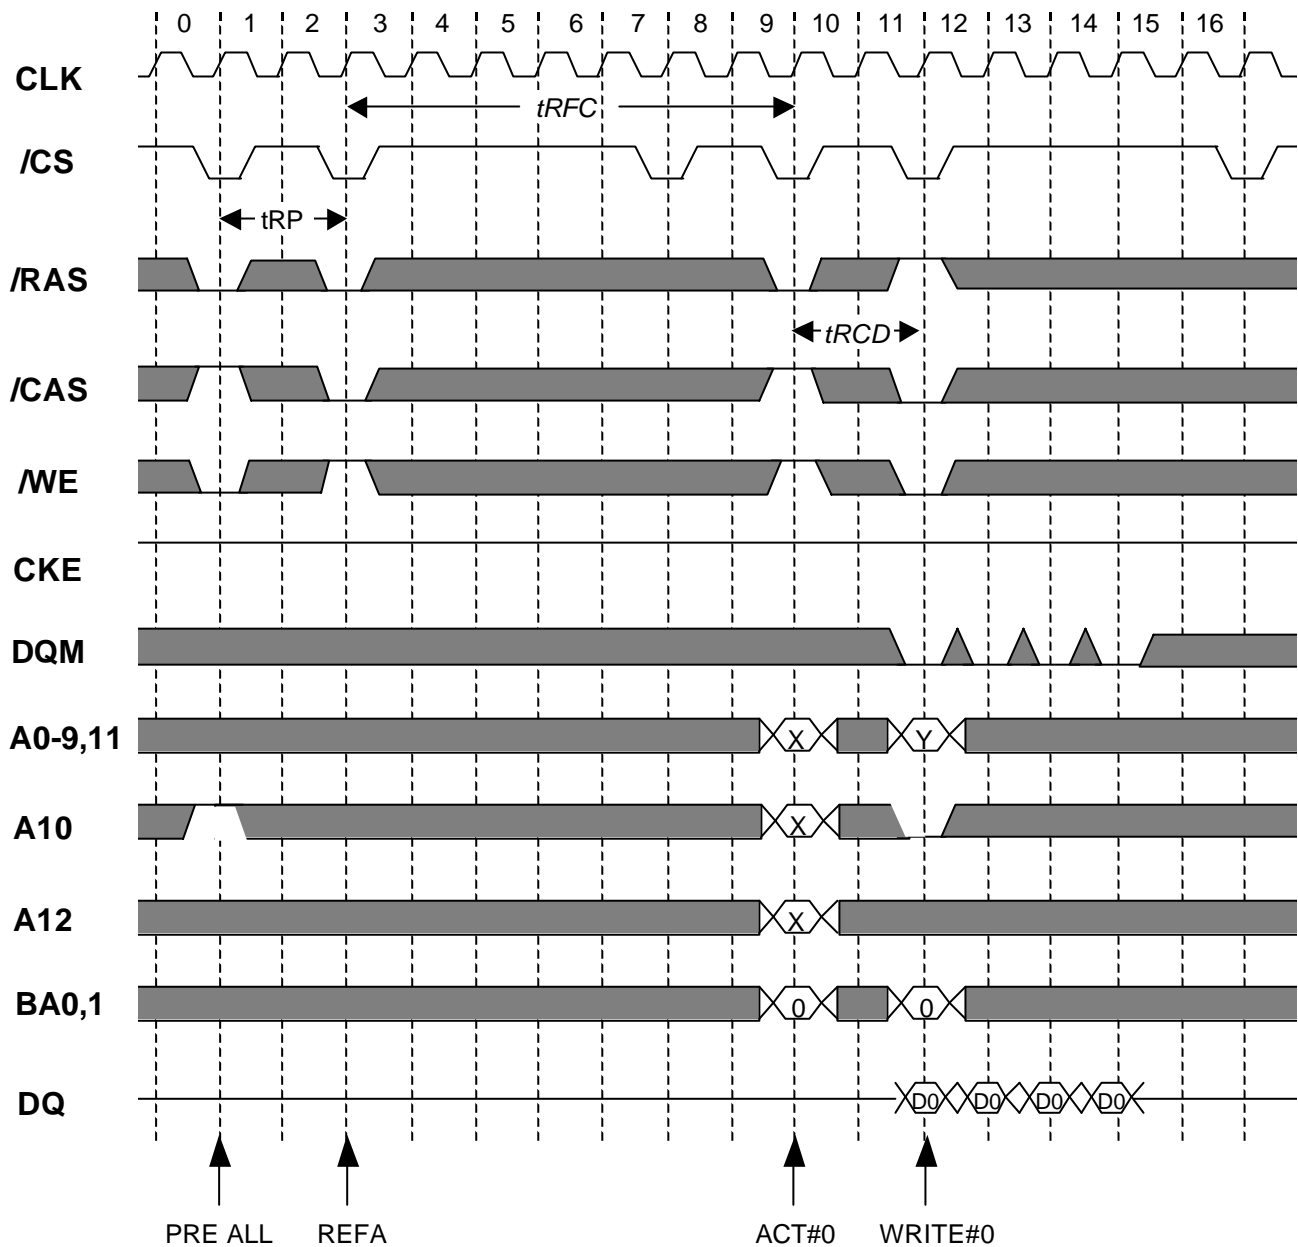 0 1 2 3 4 5 6 7 8 9 10 11 12 13 14 15 16
CLK
tRFC
/CS
tRP
/RAS
tRCD
/CAS
/WE
CKE
DQM
A0-9,11 X Y
A10 X
A12 X
BA0,1 0 0
DQ D0 D0 D0 D0
PRE ALL REFA ACT#0 WRITE#0